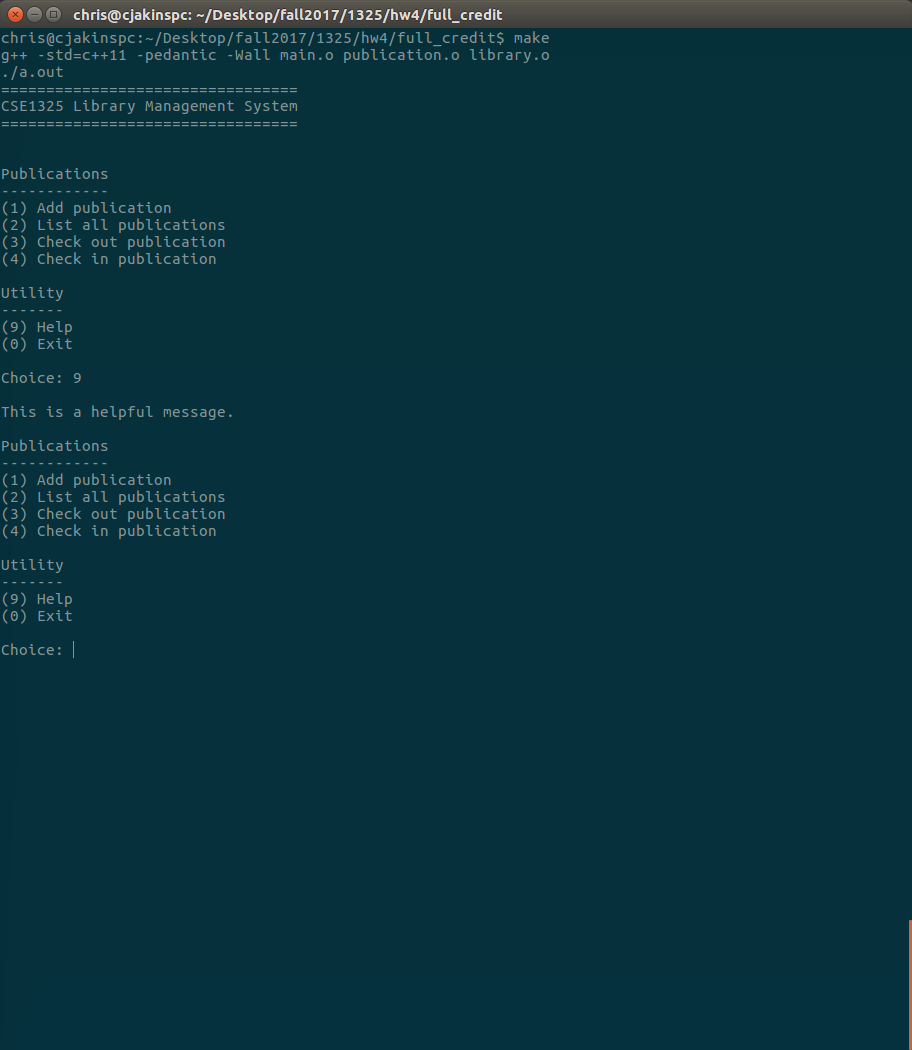 chris@cjakinspc: ~/Desktop/fall2017/1325/hw4/full_credit
chris@cjakinspc:~/Desktop/fall2017/1325/hw4/full_credit$ make
g++ -std=c++11 -pedantic -Wall main.o publication.o library.o
./a.out
=================================
CSE1325 Library Management System
=================================
Publications
------------
(1) Add publication
(2) List all publications
(3) Check out publication
(4) Check in publication
Utility
-------
(9) Help
(0) Exit
Choice: 9
This is a helpful message.
Publications
------------
(1) Add publication
(2) List all publications
(3) Check out publication
(4) Check in publication
Utility
-------
(9) Help
(0) Exit
Choice: